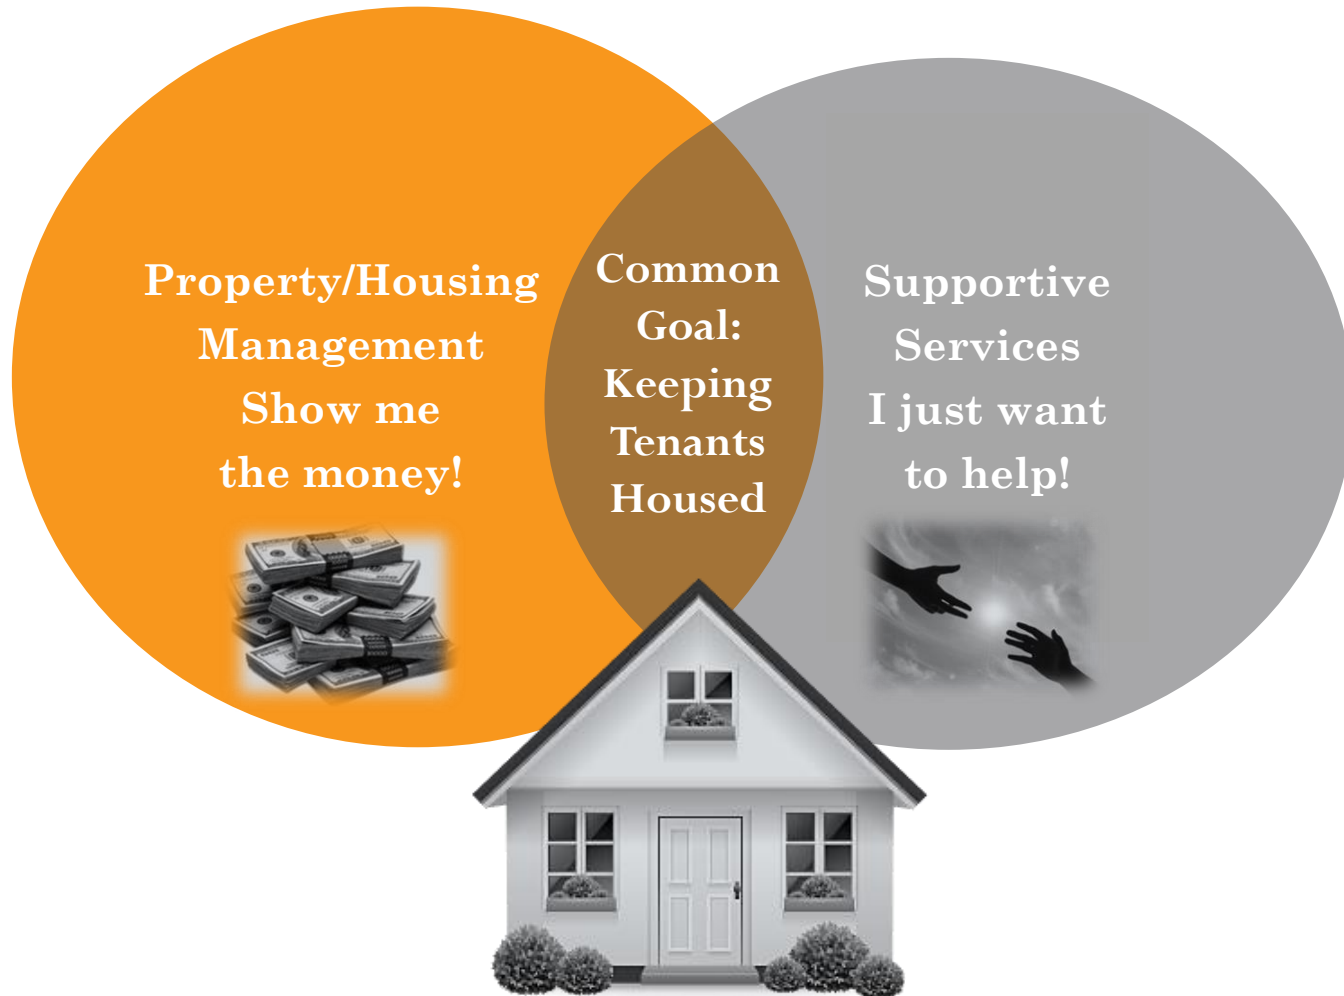 Property/Housing
Management
Show me
the money!
Common
Goal:
Keeping
Tenants
Housed
Supportive
Services
I just want
to help!